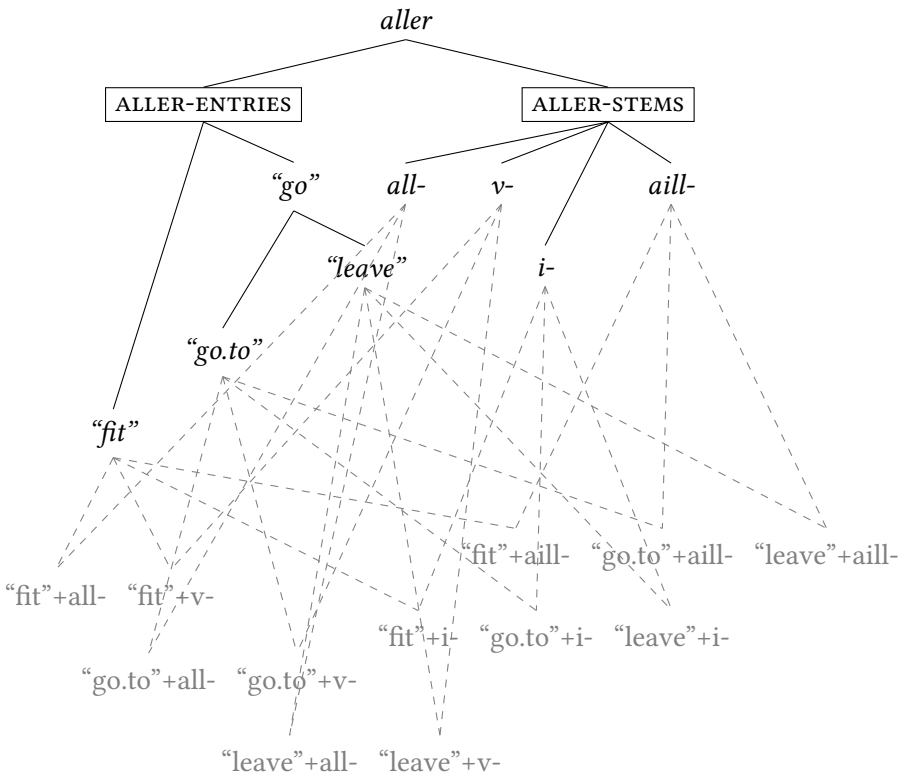 aller
ALLER-ENTRIES ALLER-STEMS
“go” all- v- aill-
“leave” i-
“go.to”
“fit”
“fit”+aill- “go.to”+aill- “leave”+aill-
“fit”+all- “fit”+v-
“fit”+i- “go.to”+i- “leave”+i-
“go.to”+all- “go.to”+v-
“leave”+all- “leave”+v-